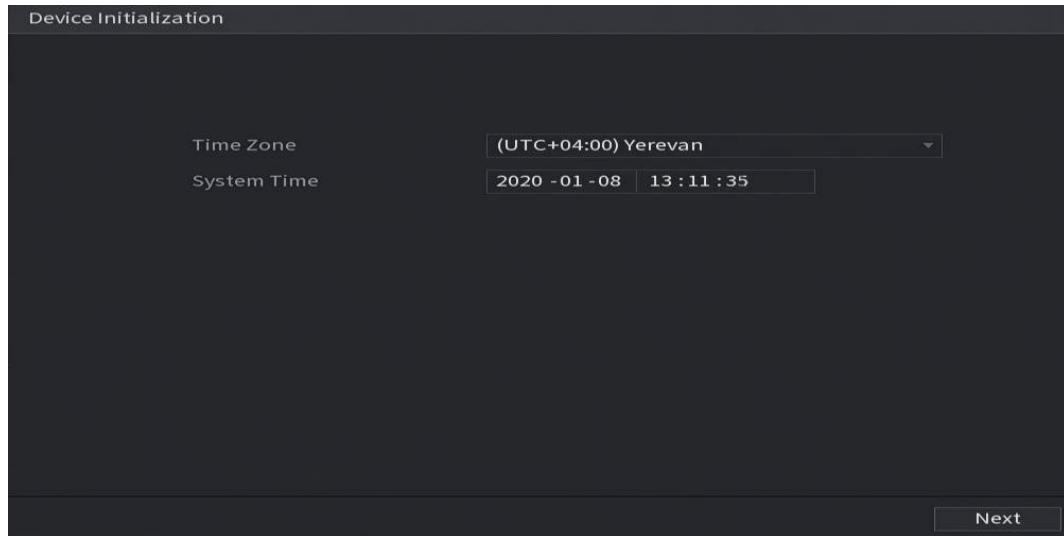 Device Initialization
Time Zone (UTC+04:00) Yerevan
System Time 2020 -01 -08 13 : 11 : 35
Next